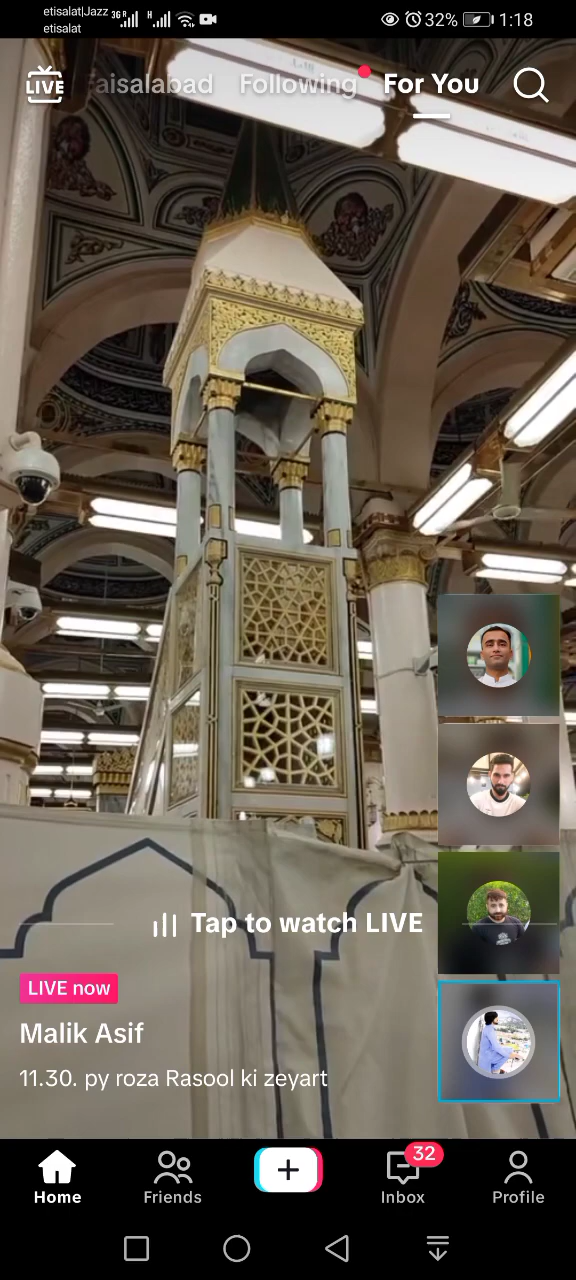 etisalat|Jazz 3G R H 32% 1:18
etisalat
LIVE aisalabad Following For You
Tap to watch LIVE
LIVE now
Malik Asif
11.30. py roza Rasool ki zeyart
32
Home Friends Inbox Profile